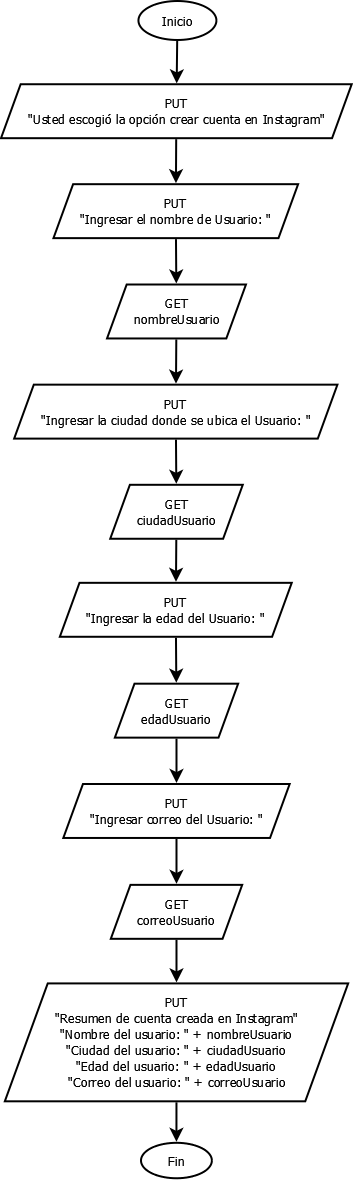 Inicio
PUT
"Usted escogió la opción crear cuenta en Instagram"
PUT
"Ingresar el nombre de Usuario: "
GET
nombreUsuario
PUT
"Ingresar la ciudad donde se ubica el Usuario: "
GET
ciudadUsuario
PUT
"Ingresar la edad del Usuario: "
GET
edadUsuario
PUT
"Ingresar correo del Usuario: "
GET
correoUsuario
PUT
"Resumen de cuenta creada en Instagram"
"Nombre del usuario: " + nombreUsuario
"Ciudad del usuario: " + ciudadUsuario
"Edad del usuario: " + edadUsuario
"Correo del usuario: " + correoUsuario
Fin